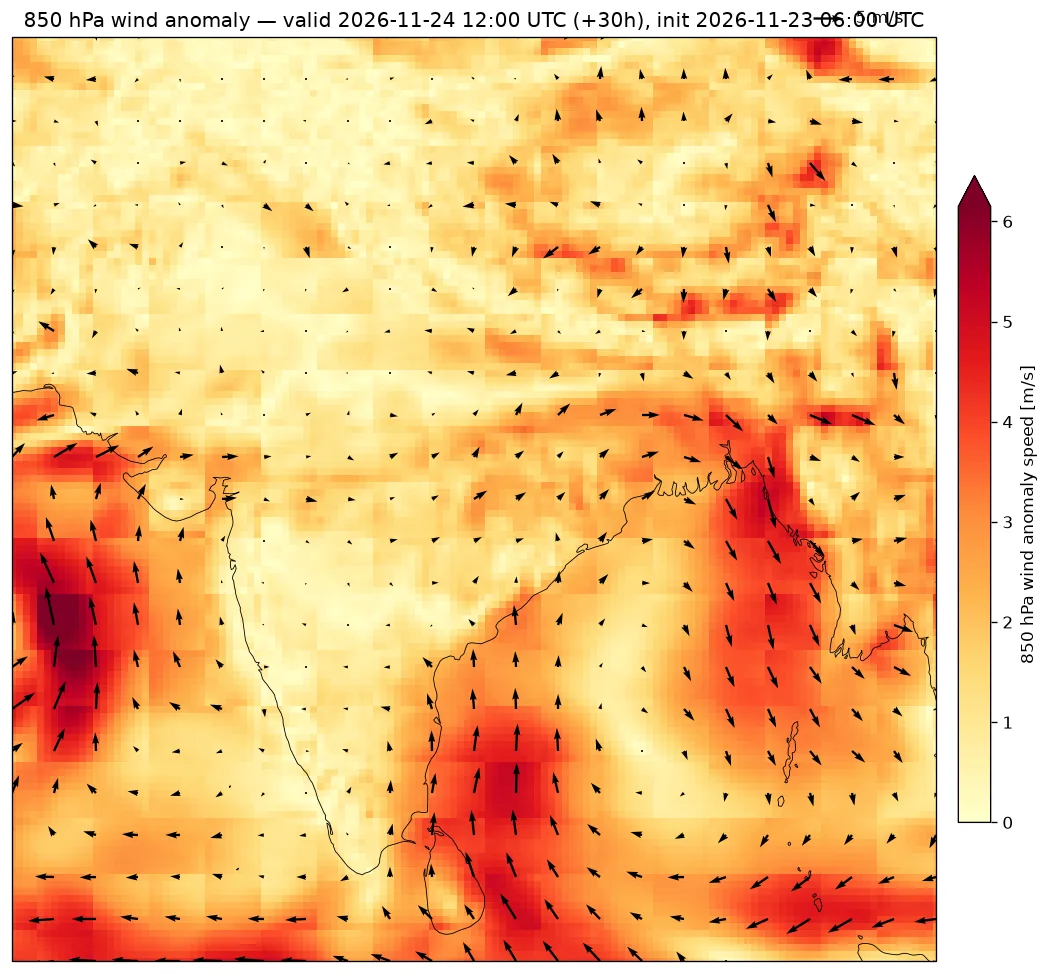 850 hPa wind anomaly — valid 2026-11-24 12:00 UTC (+30h), init 2026-11-23 06:00 UTC
5 m/s
6
5
4
3
2
1
0
850 hPa wind anomaly speed [m/s]